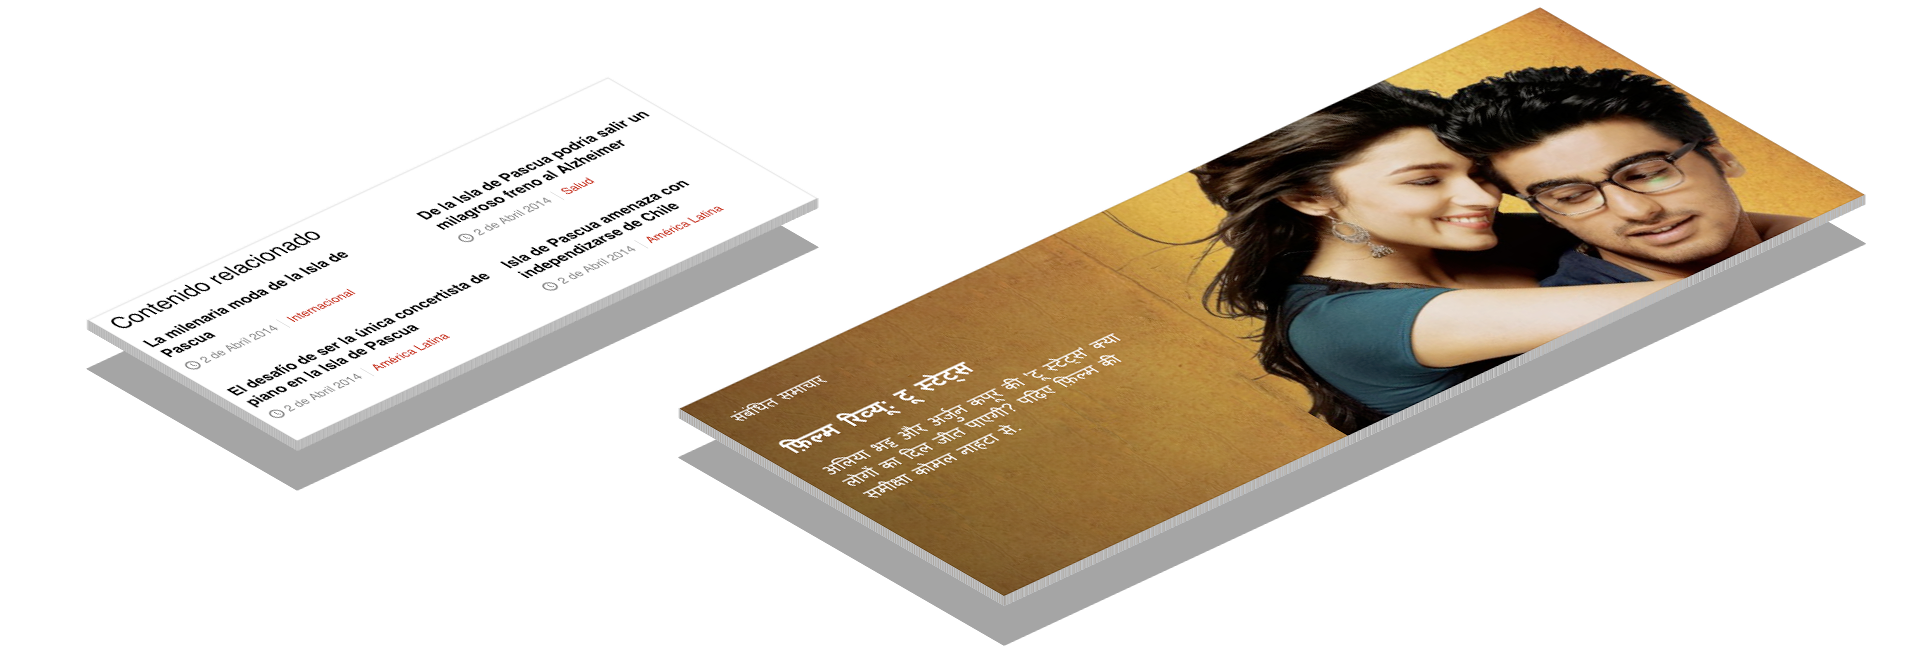 Contenido relacionado
La milenaria moda de la Isla de
Pascua
2 de Abril 2014 | Internacional
El desafío de ser la única concertista de
piano en la Isla de Pascua
2 de Abril 2014 | América Latina
De la Isla de Pascua podría salir un
milagroso freno al Alzheimer
2 de Abril 2014 | Salud
Isla de Pascua amenaza con
independizarse de Chile
2 de Abril 2014 | América Latina
संबंधित समाचार
फ़िल्म रिव्यू: टू स्टेट्स
अलिया भट्ट और अर्जुन कपूर की 'टू स्टेट्स' क्या
लोगों का दिल जीत पाएगी? पढ़िए फ़िल्म की
समीक्षा कोमल नाहटा से.